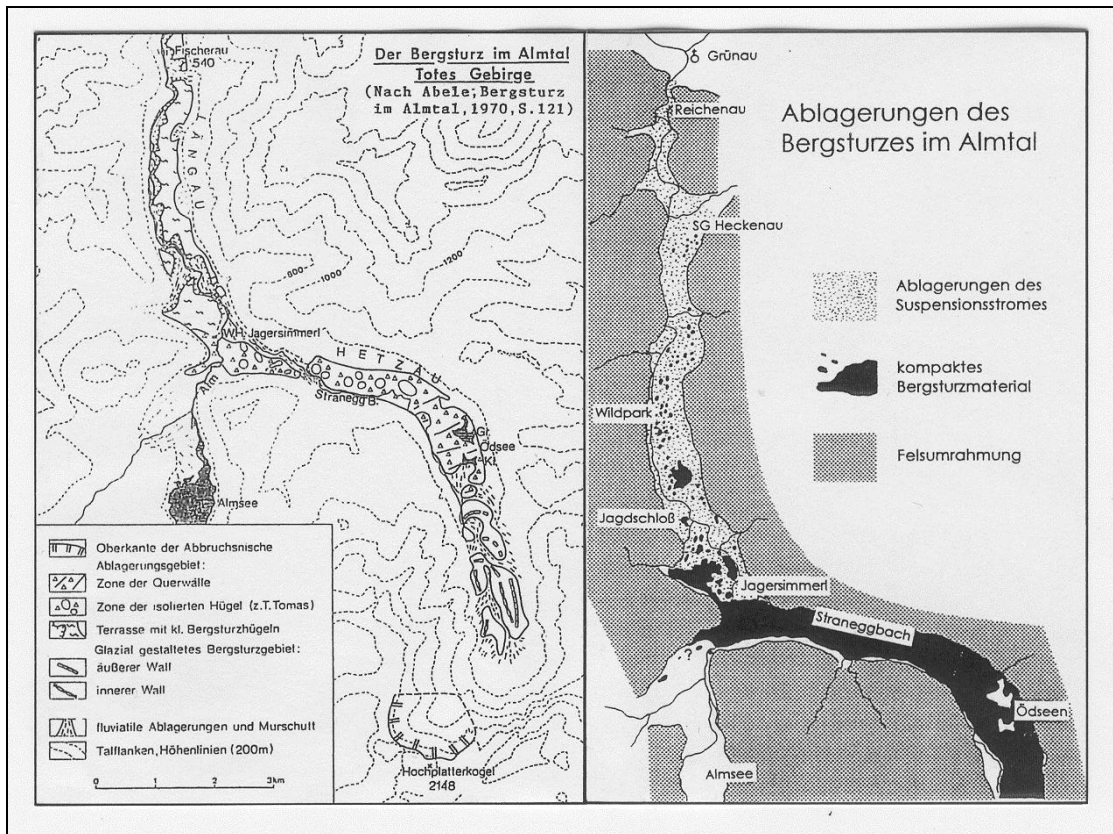 Fischerau
540
Der Bergsturz im Almtal
Totes Gebirge
(Nach Abele; Bergsturz
im Almtal, 1970, S.121)
LÄNGAU
800
1000
1200
WH. Jagersimmerl
HETZAU
Alm
Stranegg B.
Gr.
Ödsee
Kl.
Almsee
Oberkante der Abbruchsnische
Ablagerungsgebiet:
Zone der Querwälle
Zone der isolierten Hügel (z.T. Tomas)
Terrasse mit kl. Bergsturzhügeln
Glazial gestaltetes Bergsturzgebiet:
äußerer Wall
innerer Wall
fluviatile Ablagerungen und Murschutt
Talflanken, Höhenlinien (200m)
0 1 2 3km
Hochplatterkogel
2148
Grünau
Reichenau
Ablagerungen des
Bergsturzes im Almtal
SG Heckenau
Ablagerungen des
Suspensionsstromes
kompaktes
Bergsturzmaterial
Wildpark
Felsumrahmung
Jagdschloß
Jagersimmerl
Straneggbach
Ödseen
Almsee